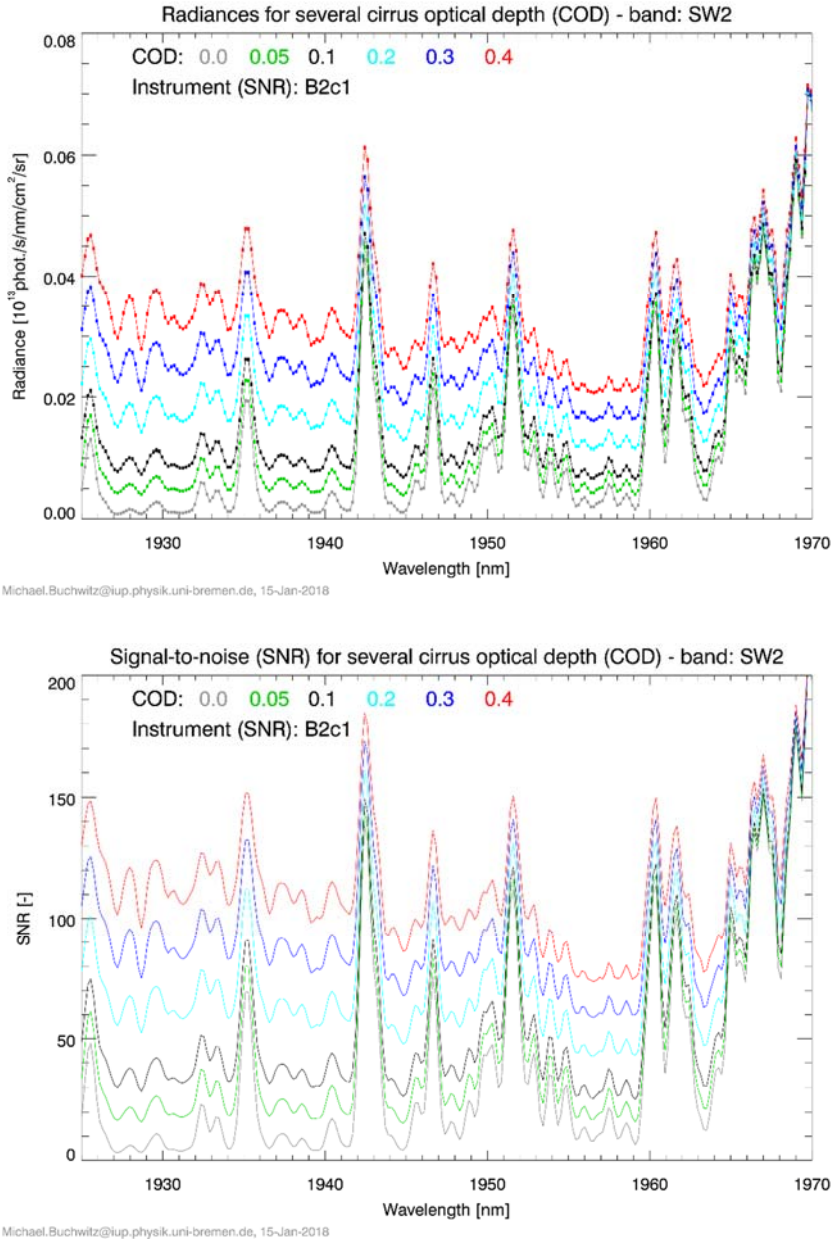 Radiances for several cirrus optical depth (COD) - band: SW2
0.08
COD: 0.0 0.05 0.1 0.2 0.3 0.4
Instrument (SNR): B2c1
0.06
0.04
0.02
0.00
Radiance [10¹³phot./s/nm/cm²/sr]
1930 1940 1950 1960 1970
Wavelength [nm]
Michael.Buchwitz@iup.physik.uni-bremen.de, 15-Jan-2018
Signal-to-noise (SNR) for several cirrus optical depth (COD) - band: SW2
200
COD: 0.0 0.05 0.1 0.2 0.3 0.4
Instrument (SNR): B2c1
150
100
50
0
SNR [-]
1930 1940 1950 1960 1970
Wavelength [nm]
Michael.Buchwitz@iup.physik.uni-bremen.de, 15-Jan-2018